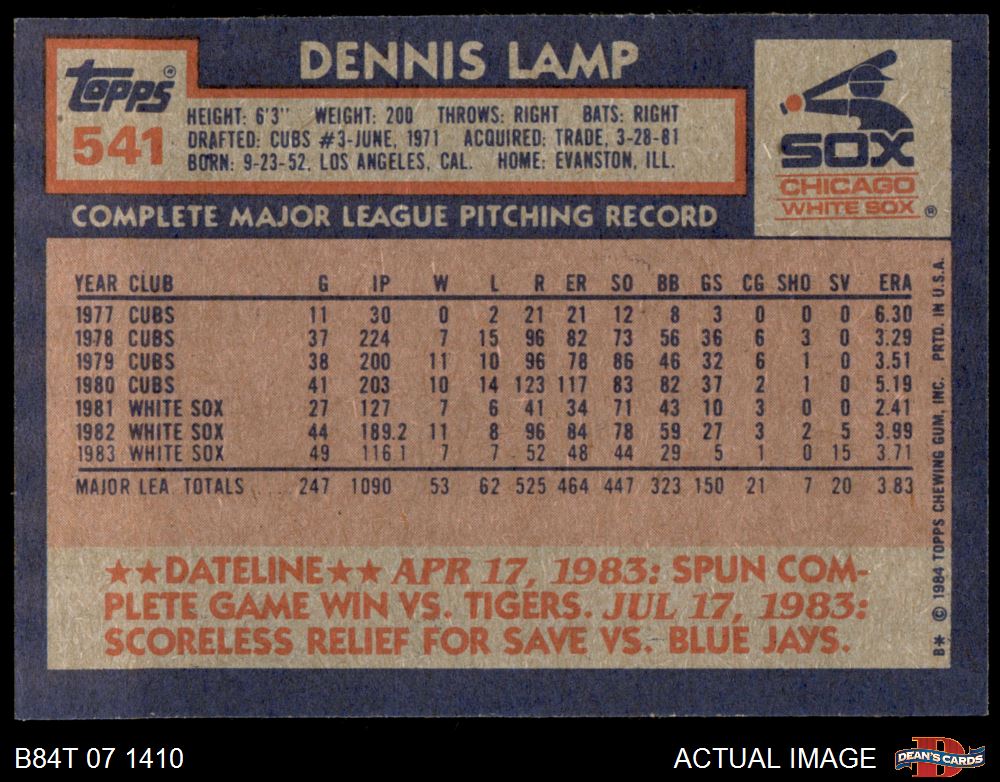 DENNIS LAMP
Topps®
541
HEIGHT: 6'3" WEIGHT: 200 THROWS: RIGHT BATS: RIGHT
DRAFTED: CUBS #3-JUNE, 1971 ACQUIRED: TRADE, 3-28-81
BORN: 9-23-52, LOS ANGELES, CAL. HOME: EVANSTON, ILL.
SOX
CHICAGO
WHITE SOX ®
COMPLETE MAJOR LEAGUE PITCHING RECORD
YEAR CLUB G IP W L R ER SO BB GS CG SHO SV ERA
1977 CUBS 11 30 0 2 21 21 12 8 3 0 0 0 6.30
1978 CUBS 37 224 7 15 96 82 73 56 36 6 3 0 3.29
1979 CUBS 38 200 11 10 96 78 86 46 32 6 1 0 3.51
1980 CUBS 41 203 10 14 123 117 83 82 37 2 1 0 5.19
1981 WHITE SOX 27 127 7 6 41 34 71 43 10 3 0 0 2.41
1982 WHITE SOX 44 189.2 11 8 96 84 78 59 27 3 2 5 3.99
1983 WHITE SOX 49 116.1 7 7 52 48 44 29 5 1 0 15 3.71
MAJOR LEA. TOTALS 247 1090 53 62 525 464 447 323 150 21 7 20 3.83
★★DATELINE★★ APR 17, 1983: SPUN COM-
PLETE GAME WIN VS. TIGERS. JUL 17, 1983:
SCORELESS RELIEF FOR SAVE VS. BLUE JAYS.
B* © 1984 TOPPS CHEWING GUM, INC. PRTD. IN U.S.A.
B84T 07 1410
ACTUAL IMAGE
D
DEAN'S CARDS